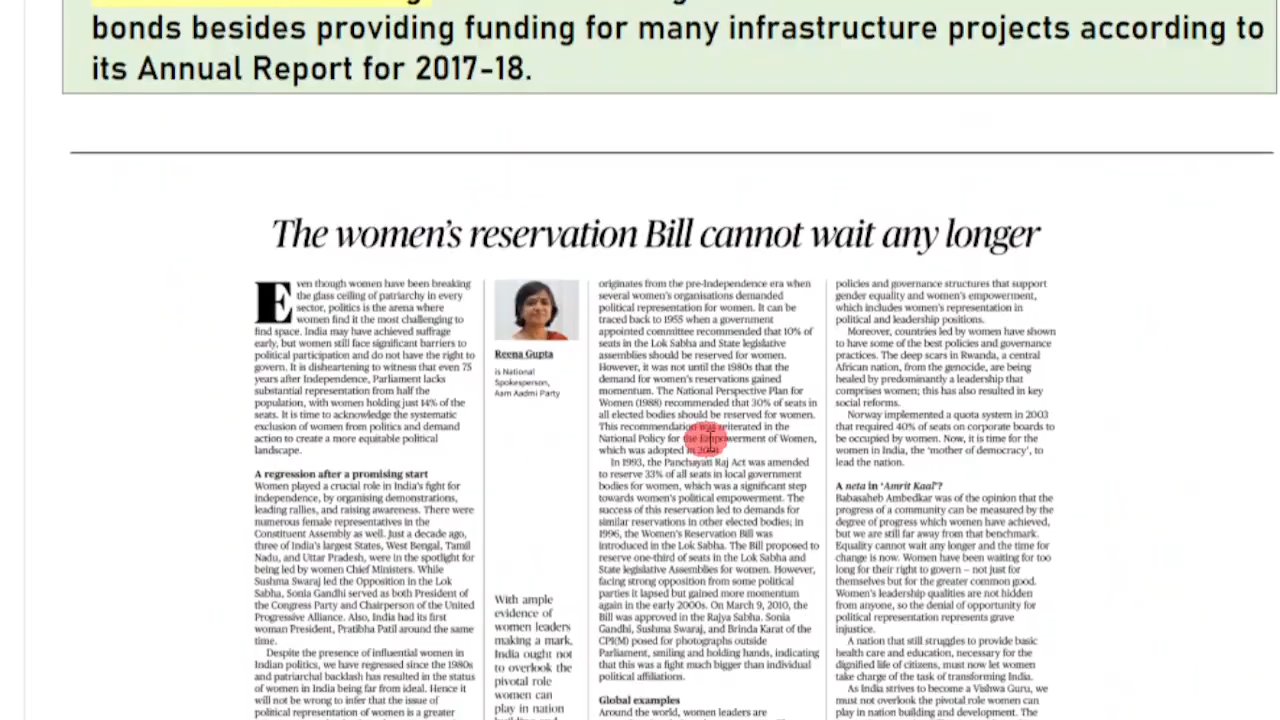 bonds besides providing funding for many infrastructure projects according to
its Annual Report for 2017-18.
The women's reservation Bill cannot wait any longer
Even though women have been breaking
the glass ceiling of patriarchy in every
sector, politics is the arena where
women find it the most challenging to
find space. India may have achieved suffrage
early, but women still face significant barriers to
political participation and do not have the right to
govern. It is disheartening to witness that even 75
years after Independence, Parliament lacks
substantial representation from half the
population, with women holding just 14% of the
seats. It is time to acknowledge the systematic
exclusion of women from politics and demand
action to create a more equitable political
landscape.
A regression after a promising start
Women played a crucial role in India's fight for
independence, by organising demonstrations,
leading rallies, and raising awareness. There were
numerous female representatives in the
Constituent Assembly as well. Just a decade ago,
three of India's largest States, West Bengal, Tamil
Nadu, and Uttar Pradesh, were in the spotlight for
being led by women Chief Ministers. While
Sushma Swaraj led the Opposition in the Lok
Sabha, Sonia Gandhi served as both President of
the Congress Party and Chairperson of the United
Progressive Alliance. Also, India had its first
woman President, Pratibha Patil around the same
time.
Despite the presence of influential women in
Indian politics, we have regressed since the 1980s
and patriarchal backlash has resulted in the status
of women in India being far from ideal. Hence it
will not be wrong to infer that the issue of
political representation of women is a greater
Reena Gupta
is National
Spokesperson,
Aam Aadmi Party
With ample
evidence of
women leaders
making a mark,
India ought not
to overlook the
pivotal role
women can
play in nation
originates from the pre-Independence era when
several women's organisations demanded
political representation for women. It can be
traced back to 1955 when a government
appointed committee recommended that 10% of
seats in the Lok Sabha and State legislative
assemblies should be reserved for women.
However, it was not until the 1980s that the
demand for women's reservations gained
momentum. The National Perspective Plan for
Women (1988) recommended that 30% of seats in
all elected bodies should be reserved for women.
This recommendation was reiterated in the
National Policy for the Empowerment of Women,
which was adopted in 2001.
In 1993, the Panchayati Raj Act was amended
to reserve 33% of all seats in local government
bodies for women, which was a significant step
towards women's political empowerment. The
success of this reservation led to demands for
similar reservations in other elected bodies; in
1996, the Women's Reservation Bill was
introduced in the Lok Sabha. The Bill proposed to
reserve one-third of seats in the Lok Sabha and
State legislative Assemblies for women. However,
facing strong opposition from some political
parties it lapsed but gained more momentum
again in the early 2000s. On March 9, 2010, the
Bill was approved in the Rajya Sabha. Sonia
Gandhi, Sushma Swaraj, and Brinda Karat of the
CPI(M) posed for photographs outside
Parliament, smiling and holding hands, indicating
that this was a fight much bigger than individual
political affiliations.
Global examples
Around the world, women leaders are
policies and governance structures that support
gender equality and women's empowerment,
which includes women's representation in
political and leadership positions.
Moreover, countries led by women have shown
to have some of the best policies and governance
practices. The deep scars in Rwanda, a central
African nation, from the genocide, are being
healed by predominantly a leadership that
comprises women; this has also resulted in key
social reforms.
Norway implemented a quota system in 2003
that required 40% of seats on corporate boards to
be occupied by women. Now, it is time for the
women in India, the 'mother of democracy', to
lead the nation.
A neta in 'Amrit Kaal'?
Babasaheb Ambedkar was of the opinion that the
progress of a community can be measured by the
degree of progress which women have achieved,
but we are still far away from that benchmark.
Equality cannot wait any longer and the time for
change is now. Women have been waiting for too
long for their right to govern – not just for
themselves but for the greater common good.
Women's leadership qualities are not hidden
from anyone, so the denial of opportunity for
political representation represents grave
injustice.
A nation that still struggles to provide basic
health care and education, necessary for the
dignified life of citizens, must now let women
take charge of the task of transforming India.
As India strives to become a Vishwa Guru, we
must not overlook the pivotal role women can
play in nation building and development. The